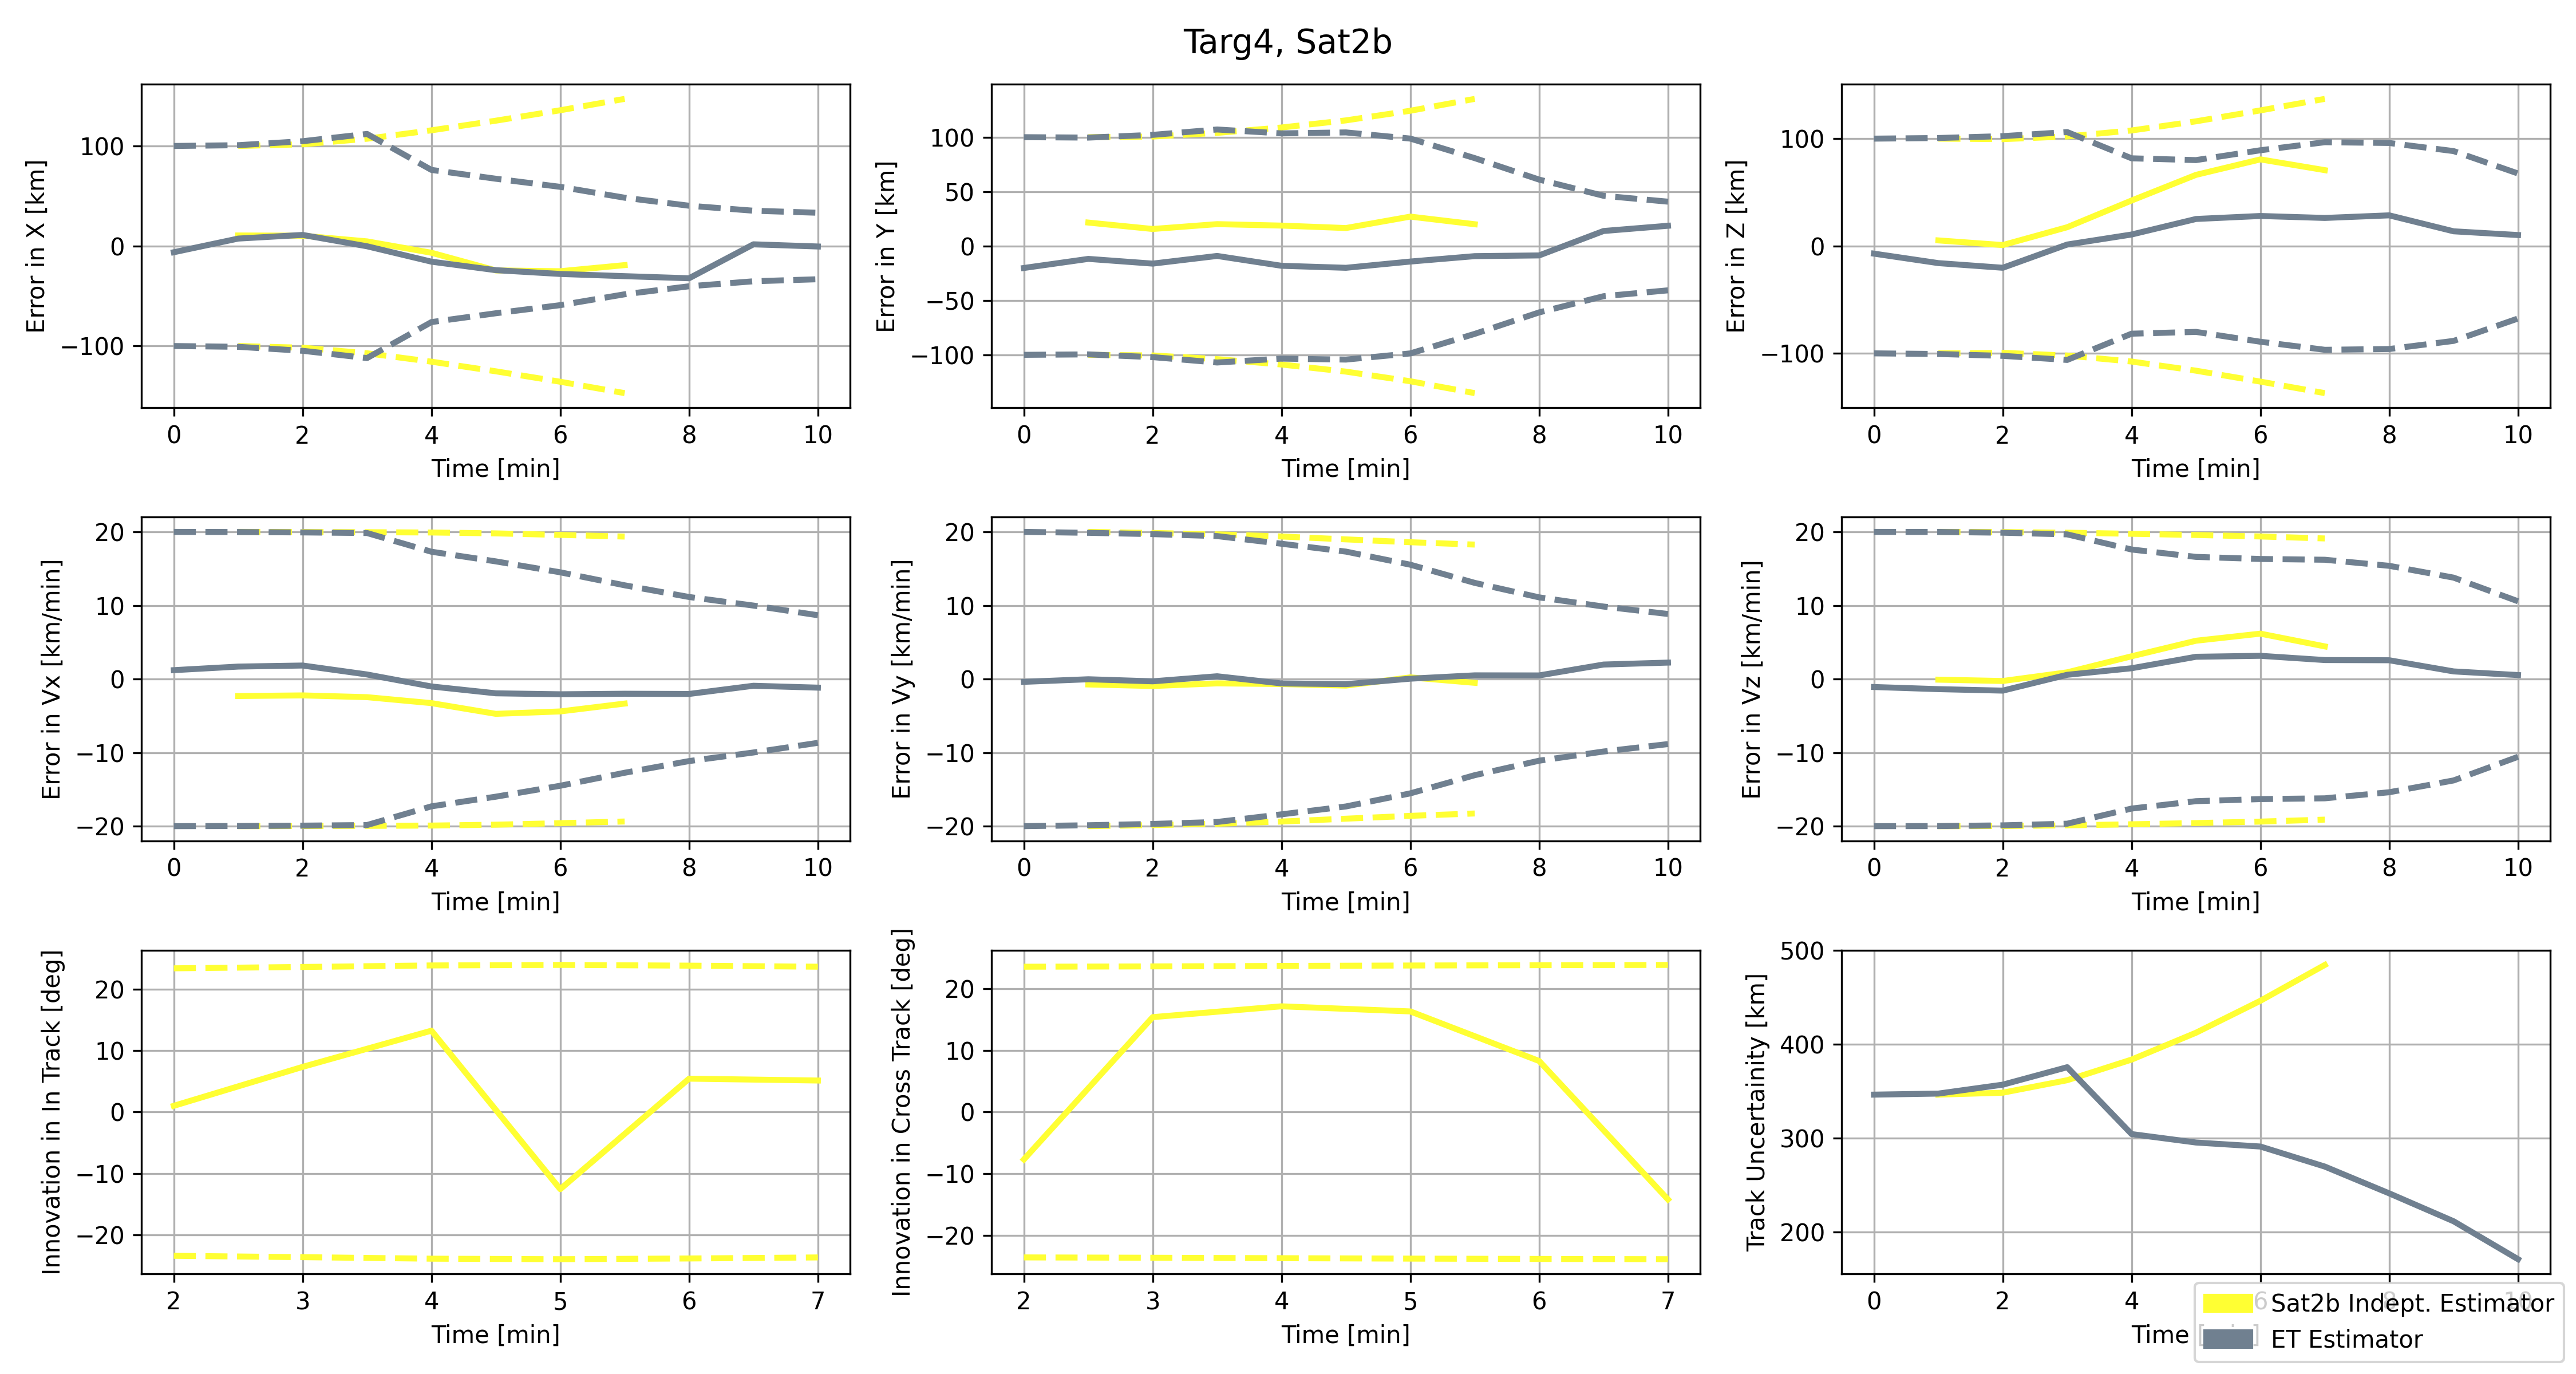 Targ4, Sat2b
Error in X [km]
100
0
−100
0 2 4 6 8 10
Time [min]
Error in Y [km]
100
50
0
−50
−100
0 2 4 6 8 10
Time [min]
Error in Z [km]
100
0
−100
0 2 4 6 8 10
Time [min]
Error in Vx [km/min]
20
10
0
−10
−20
0 2 4 6 8 10
Time [min]
Error in Vy [km/min]
20
10
0
−10
−20
0 2 4 6 8 10
Time [min]
Error in Vz [km/min]
20
10
0
−10
−20
0 2 4 6 8 10
Time [min]
Innovation in In Track [deg]
20
10
0
−10
−20
2 3 4 5 6 7
Time [min]
Innovation in Cross Track [deg]
20
10
0
−10
−20
2 3 4 5 6 7
Time [min]
Track Uncertainity [km]
500
400
300
200
0 2 4 6 8 10
Time [min]
Sat2b Indept. Estimator
ET Estimator